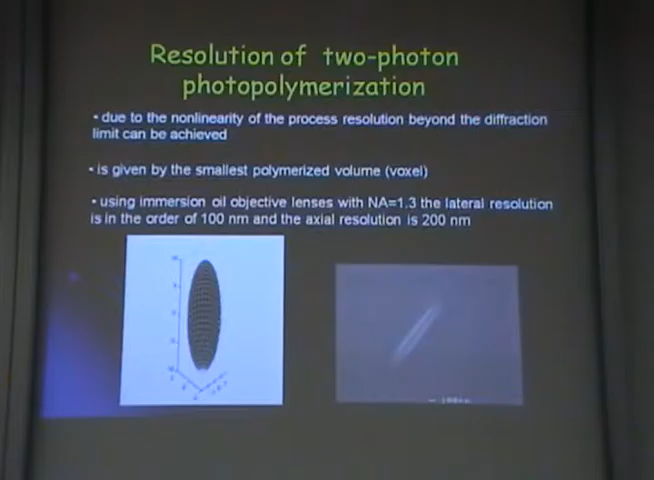 Resolution of two-photon
photopolymerization
• due to the nonlinearity of the process resolution beyond the diffraction
limit can be achieved
• is given by the smallest polymerized volume (voxel)
• using immersion oil objective lenses with NA=1.3 the lateral resolution
is in the order of 100 nm and the axial resolution is 200 nm